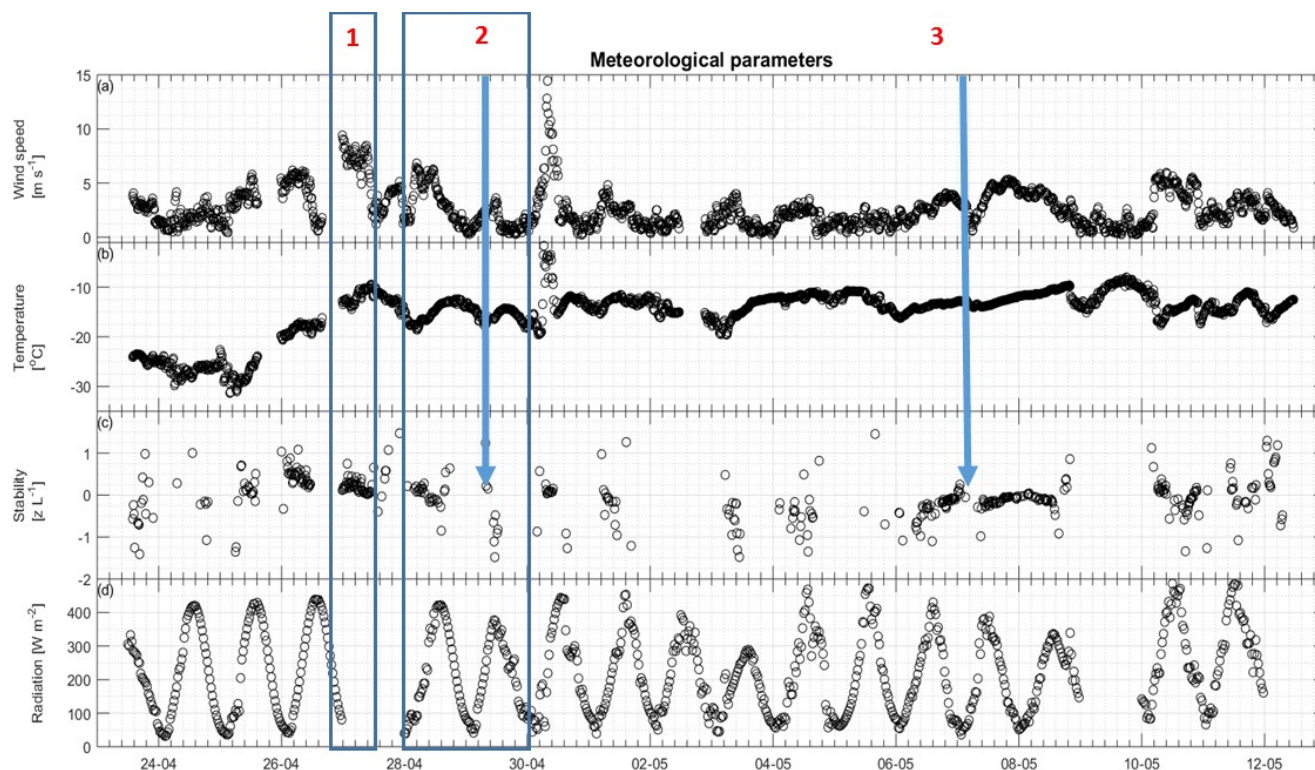 1
2
3
Meteorological parameters
(a)
15
10
5
0
Wind speed
[m s⁻¹]
(b)
-10
-20
-30
Temperature
[°C]
(c)
1
0
-1
-2
Stability
[z L⁻¹]
(d)
400
300
200
100
0
Radiation [W m⁻²]
24-04 26-04 28-04 30-04 02-05 04-05 06-05 08-05 10-05 12-05